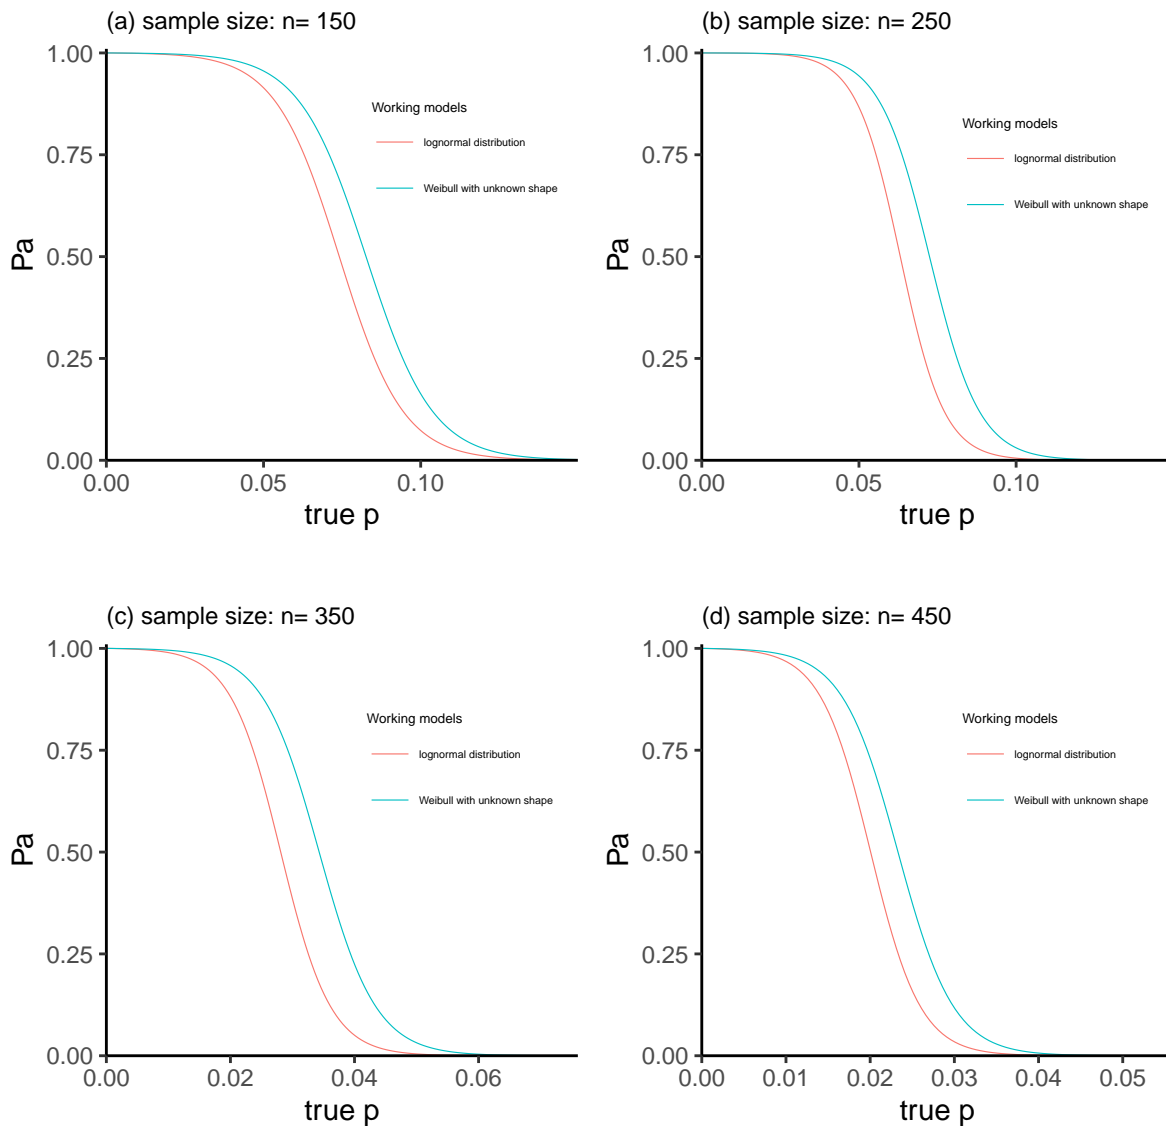 (a) sample size: n= 150
1.00
0.75
0.50
0.25
0.00
Pa
Working models
lognormal distribution
Weibull with unknown shape
0.00 0.05 0.10
true p
(b) sample size: n= 250
1.00
0.75
0.50
0.25
0.00
Pa
Working models
lognormal distribution
Weibull with unknown shape
0.00 0.05 0.10
true p
(c) sample size: n= 350
1.00
0.75
0.50
0.25
0.00
Pa
Working models
lognormal distribution
Weibull with unknown shape
0.00 0.02 0.04 0.06
true p
(d) sample size: n= 450
1.00
0.75
0.50
0.25
0.00
Pa
Working models
lognormal distribution
Weibull with unknown shape
0.00 0.01 0.02 0.03 0.04 0.05
true p